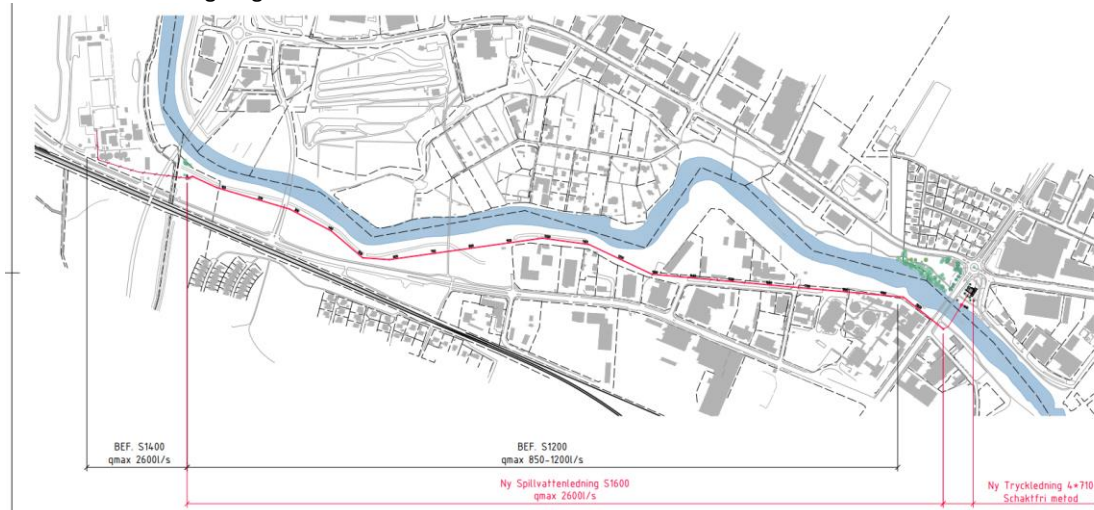 BEF. S1400
qmax 2600l/s
BEF. S1200
qmax 850-1200l/s
Ny Spillvattenledning S1600
qmax 2600l/s
Ny Tryckledning 4*710
Schaktfri metod